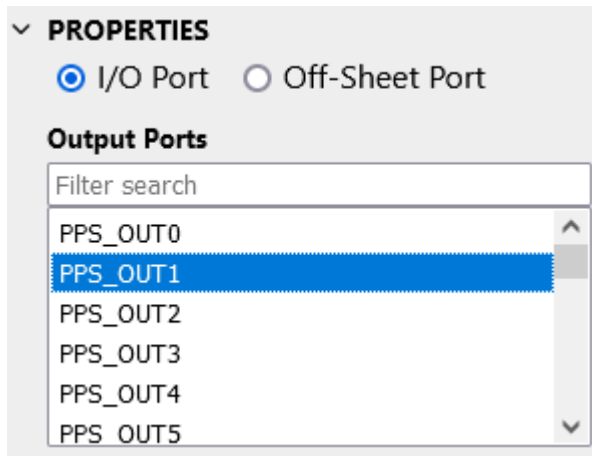 PROPERTIES
I/O Port Off-Sheet Port
Output Ports
Filter search
PPS_OUT0
PPS_OUT1
PPS_OUT2
PPS_OUT3
PPS_OUT4
PPS_OUT5